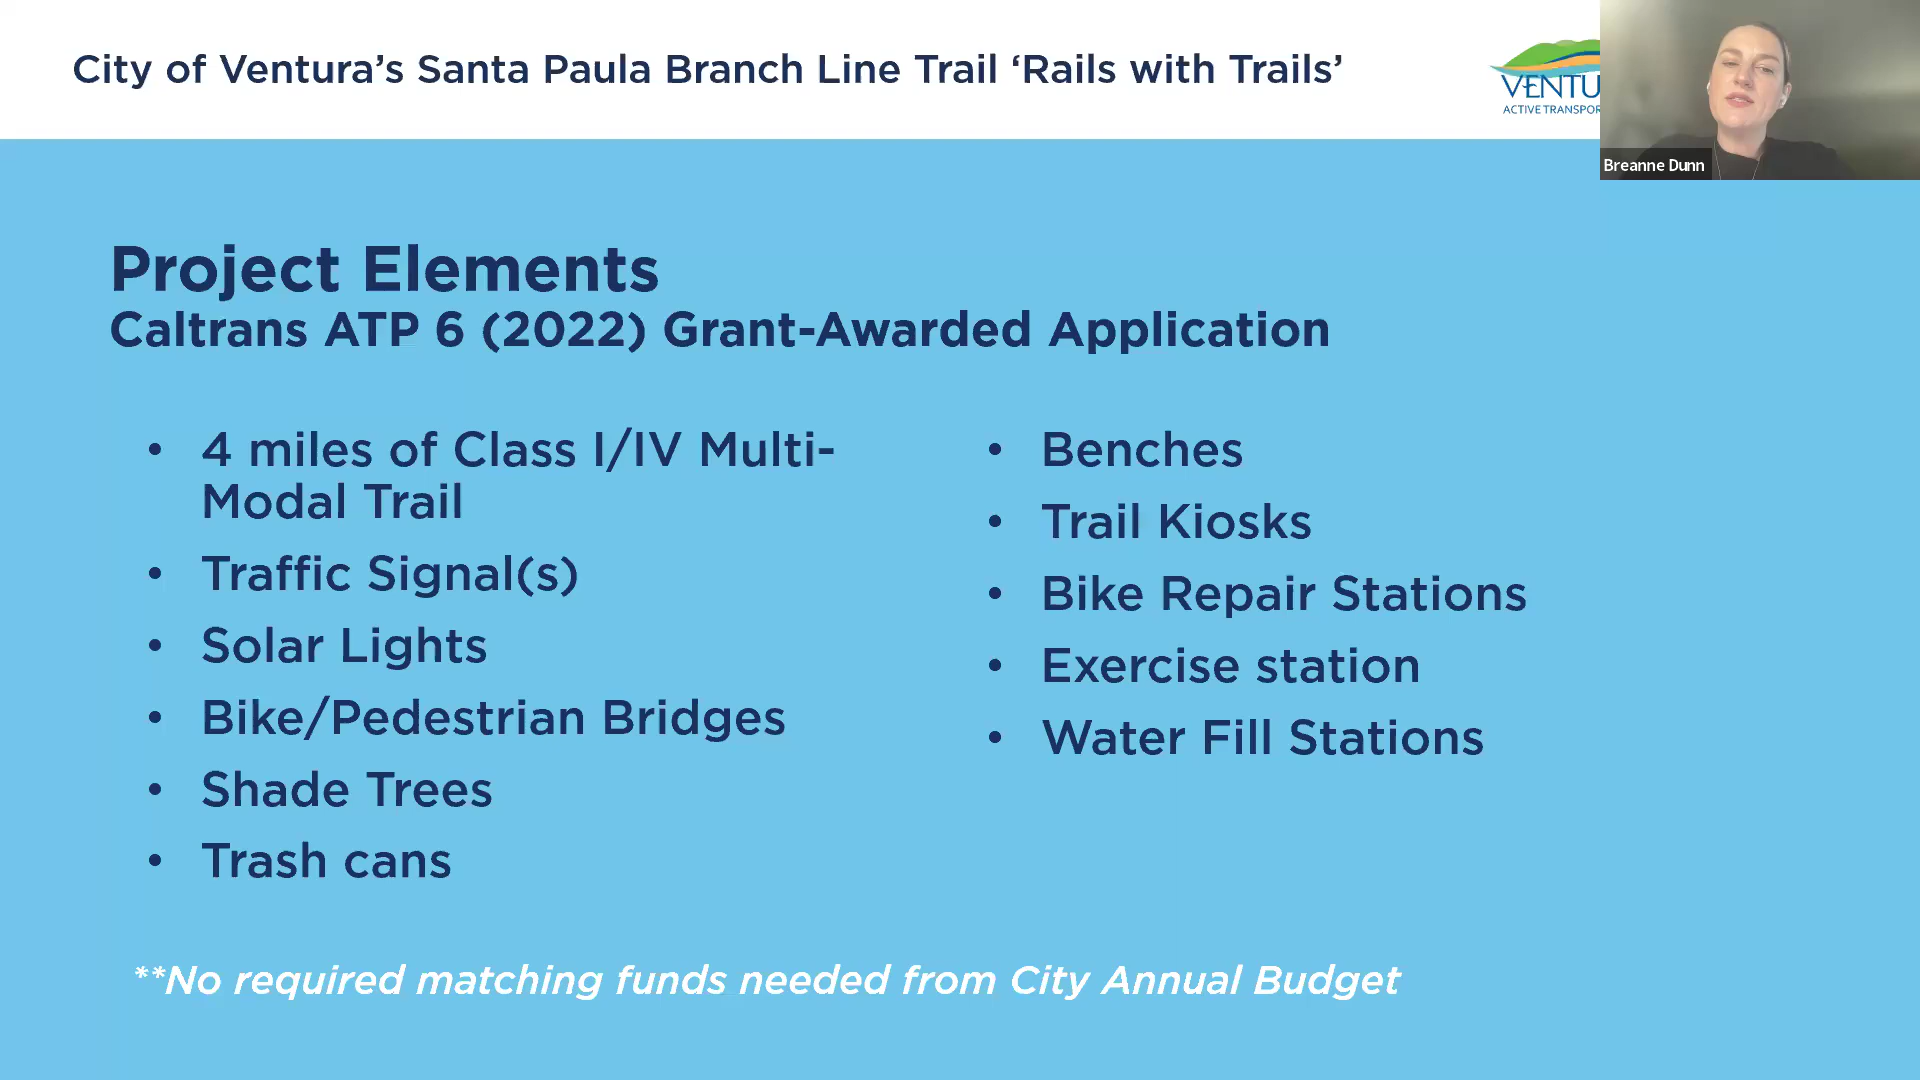 City of Ventura’s Santa Paula Branch Line Trail ‘Rails with Trails’
VENTU
ACTIVE TRANSPOR
Breanne Dunn
Project Elements
Caltrans ATP 6 (2022) Grant-Awarded Application
• 4 miles of Class I/IV Multi-
Modal Trail
• Traffic Signal(s)
• Solar Lights
• Bike/Pedestrian Bridges
• Shade Trees
• Trash cans
• Benches
• Trail Kiosks
• Bike Repair Stations
• Exercise station
• Water Fill Stations
**No required matching funds needed from City Annual Budget